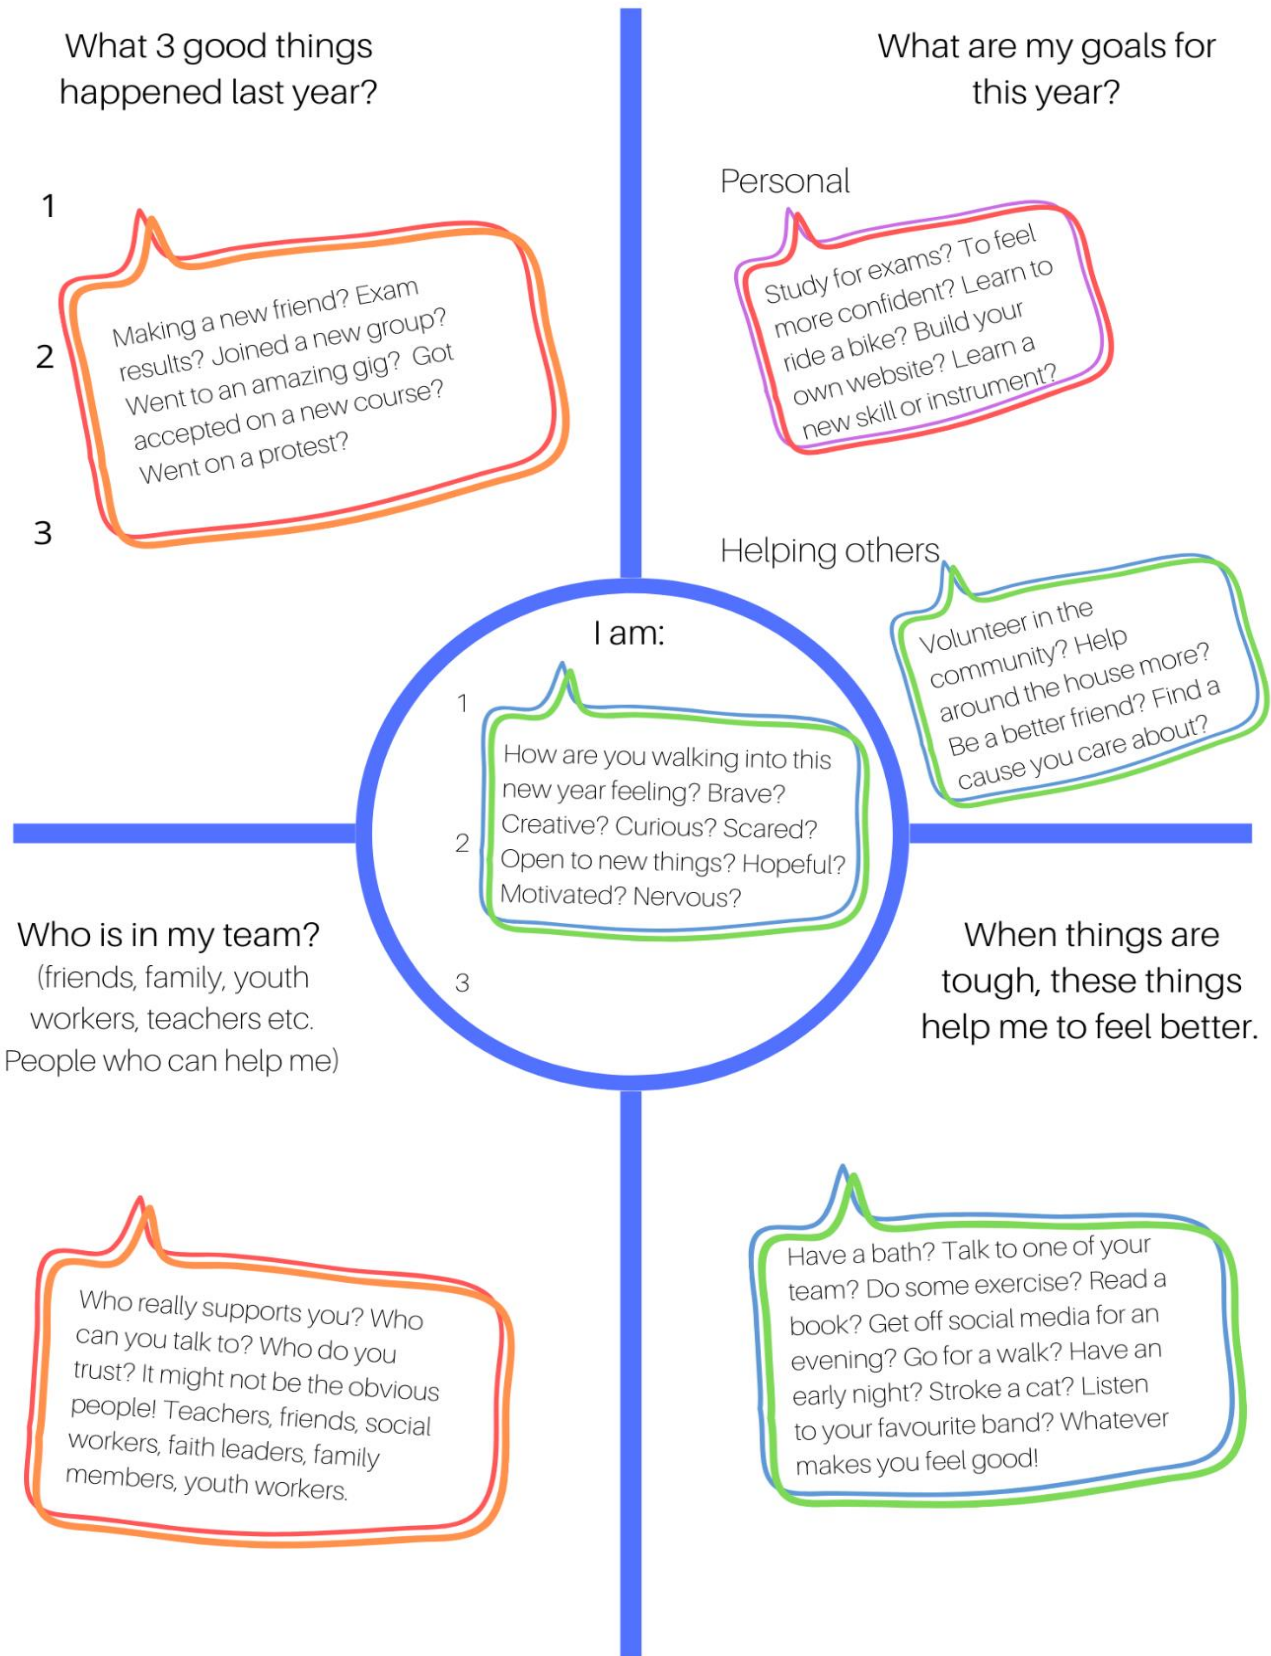 What 3 good things
happened last year?
1
Making a new friend? Exam
results? Joined a new group?
Went to an amazing gig? Got
accepted on a new course?
Went on a protest?
2
3
What are my goals for
this year?
Personal
Study for exams? To feel
more confident? Learn to
ride a bike? Build your
own website? Learn a
new skill or instrument?
Helping others
Volunteer in the
community? Help
around the house more?
Be a better friend? Find a
cause you care about?
I am:
1
How are you walking into this
new year feeling? Brave?
Creative? Curious? Scared?
Open to new things? Hopeful?
Motivated? Nervous?
2
3
Who is in my team?
(friends, family, youth
workers, teachers etc.
People who can help me)
Who really supports you? Who
can you talk to? Who do you
trust? It might not be the obvious
people! Teachers, friends, social
workers, faith leaders, family
members, youth workers.
When things are
tough, these things
help me to feel better.
Have a bath? Talk to one of your
team? Do some exercise? Read a
book? Get off social media for an
evening? Go for a walk? Have an
early night? Stroke a cat? Listen
to your favourite band? Whatever
makes you feel good!